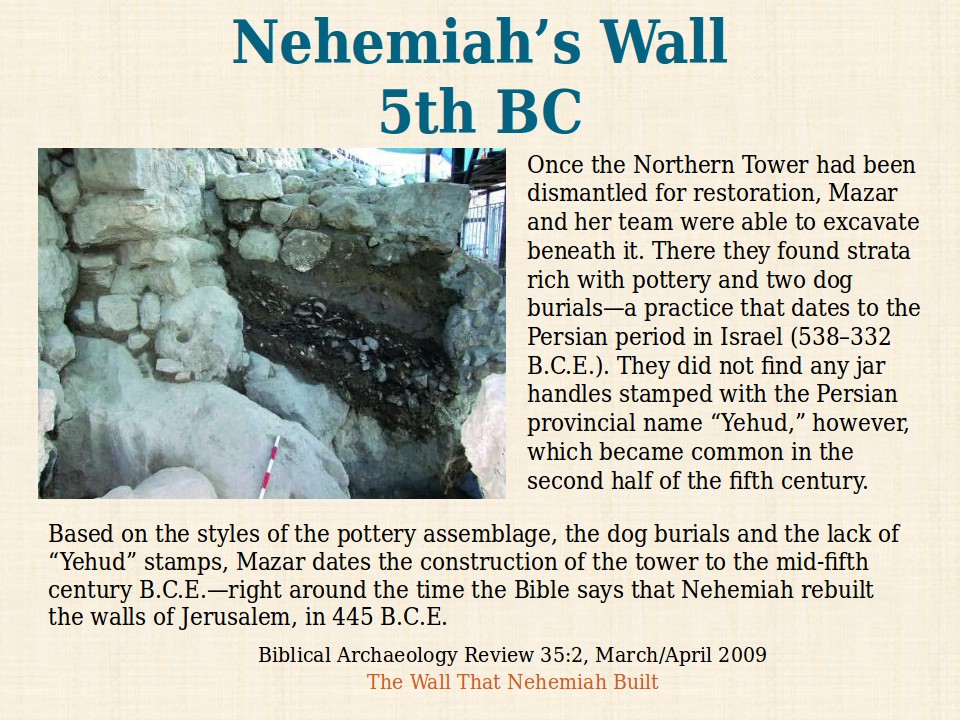 Nehemiah’s Wall
5th BC
Once the Northern Tower had been
dismantled for restoration, Mazar
and her team were able to excavate
beneath it. There they found strata
rich with pottery and two dog
burials—a practice that dates to the
Persian period in Israel (538–332
B.C.E.). They did not find any jar
handles stamped with the Persian
provincial name “Yehud,” however,
which became common in the
second half of the fifth century.
Based on the styles of the pottery assemblage, the dog burials and the lack of
“Yehud” stamps, Mazar dates the construction of the tower to the mid-fifth
century B.C.E.—right around the time the Bible says that Nehemiah rebuilt
the walls of Jerusalem, in 445 B.C.E.
Biblical Archaeology Review 35:2, March/April 2009
The Wall That Nehemiah Built